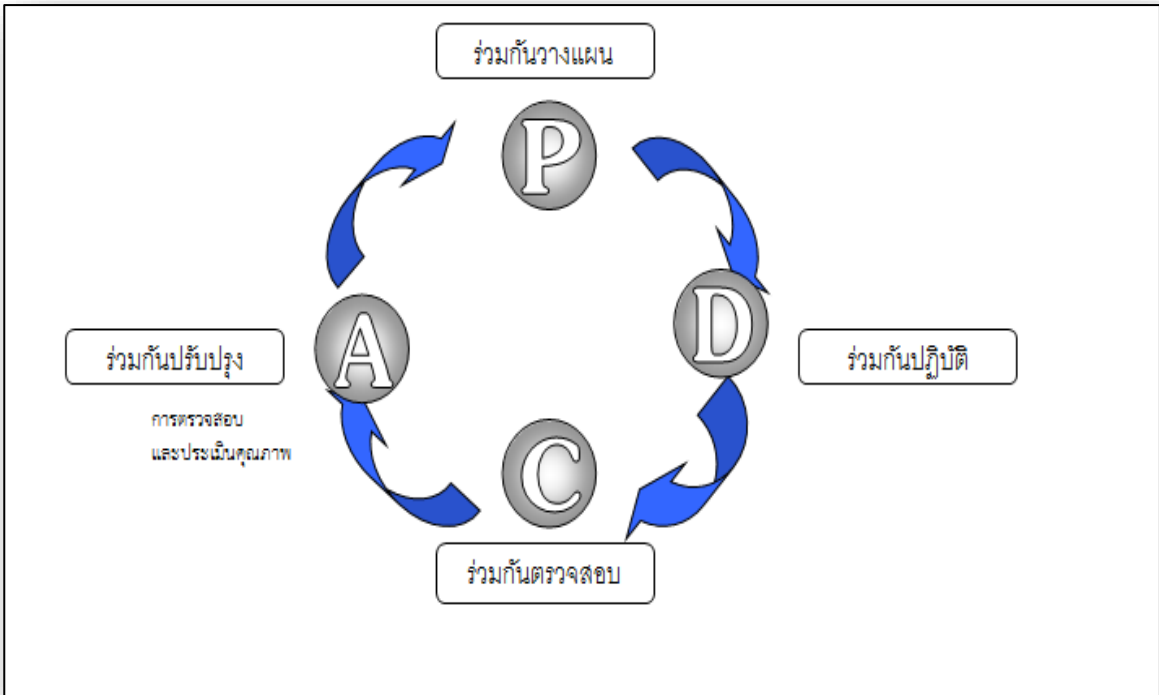 ร่วมกันวางแผน
P
D
ร่วมกันปฏิบัติ
A
ร่วมกันปรับปรุง
การตรวจสอบ
และประเมินคุณภาพ
C
ร่วมกันตรวจสอบ